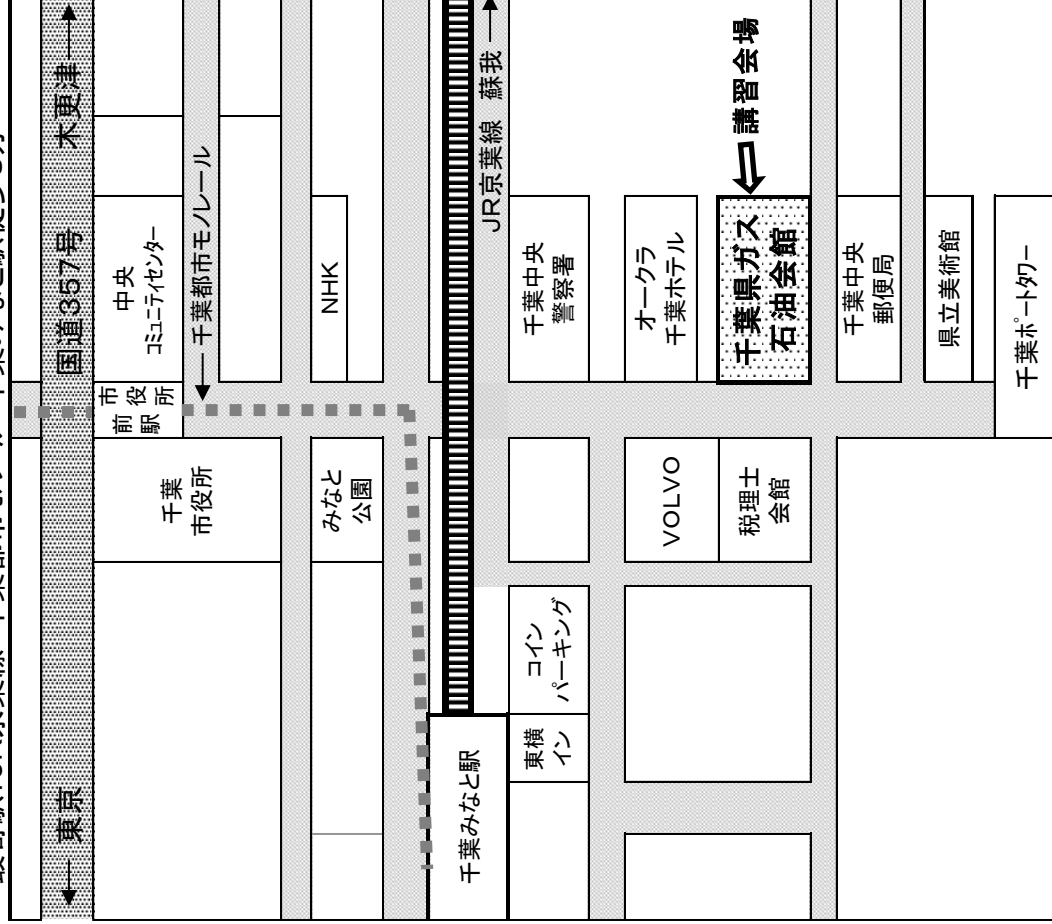 ← 東京
国道357号
木更津 →
千葉
市役所
市役所
前駅
中央
ｺﾐｭﾆﾃｨｾﾝﾀｰ
← 千葉都市モノレール
みなと
公園
NHK
千葉みなと駅
JR京葉線 蘇我 →
東横
イン
コイン
パーキング
千葉中央
警察署
VOLVO
オークラ
千葉ホテル
税理士
会館
千葉県ガス
石油会館
⇦ 講習会場
千葉中央
郵便局
県立美術館
千葉ﾎﾟｰﾄﾀﾜｰ